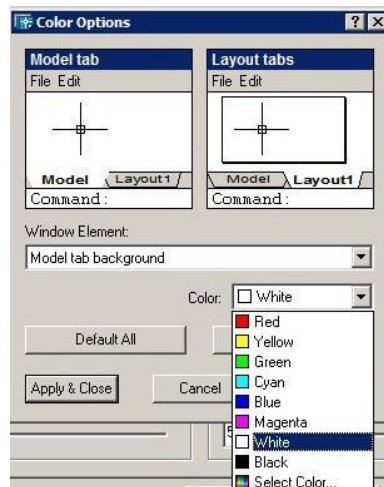 Color Options
Model tab
File Edit
Model Layout1
Command:
Layout tabs
File Edit
Model Layout1
Command:
Window Element:
Model tab background
Color: White
Red
Yellow
Green
Cyan
Blue
Magenta
White
Black
Select Color...
Default All
Apply & Close
Cancel